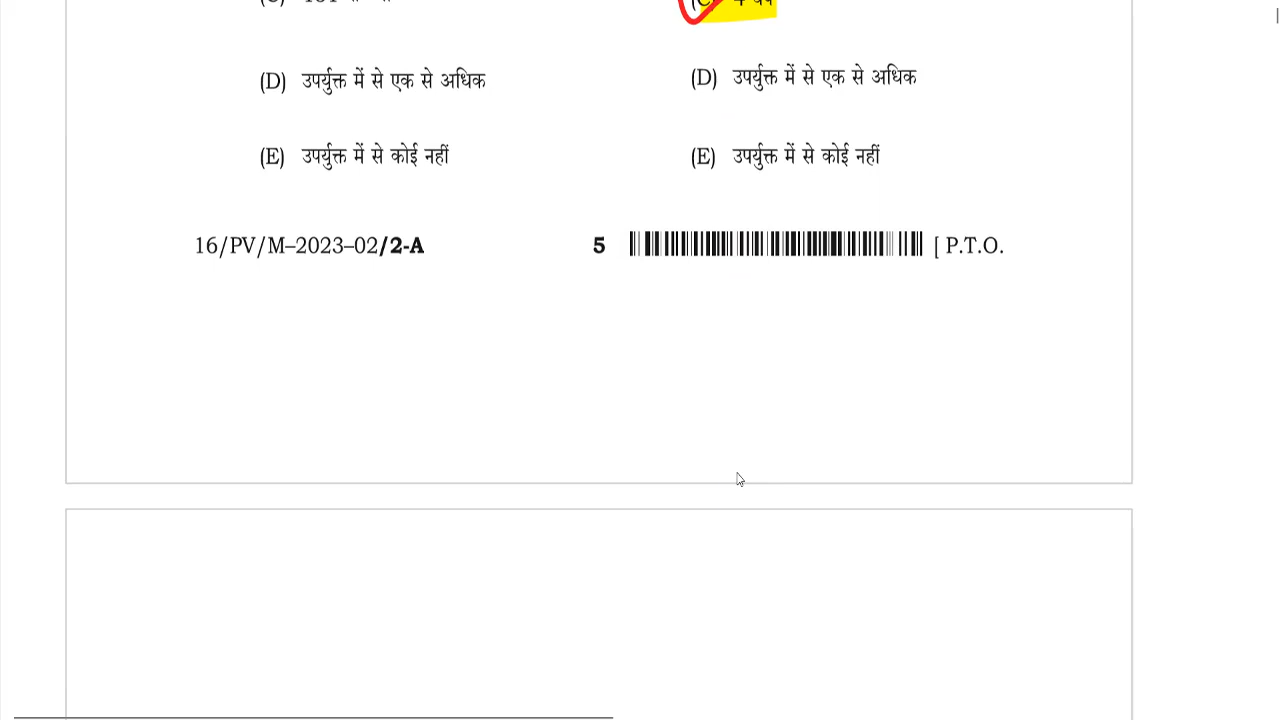 (D) उपर्युक्त में से एक से अधिक
(E) उपर्युक्त में से कोई नहीं
(D) उपर्युक्त में से एक से अधिक
(E) उपर्युक्त में से कोई नहीं
16/PV/M–2023–02/2-A
5
[ P.T.O.